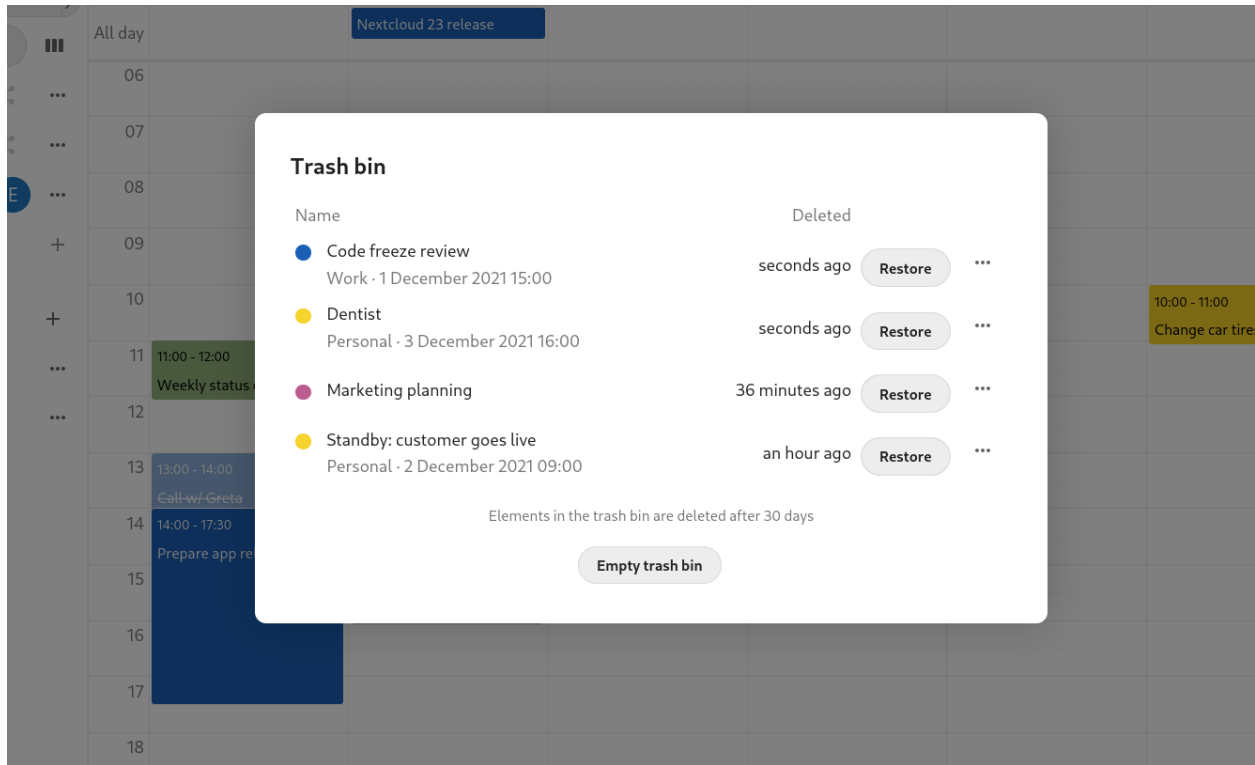 Nextcloud 23 release
All day
06
07
08
E
09
10
10:00 - 11:00
Change car tires
11
11:00 - 12:00
Weekly status
12
13
13:00 - 14:00
Call w/ Greta
14
14:00 - 17:30
Prepare app rel
15
16
17
18
Trash bin
Name Deleted
Code freeze review
Work · 1 December 2021 15:00
seconds ago Restore
Dentist
Personal · 3 December 2021 16:00
seconds ago Restore
Marketing planning
36 minutes ago Restore
Standby: customer goes live
Personal · 2 December 2021 09:00
an hour ago Restore
Elements in the trash bin are deleted after 30 days
Empty trash bin